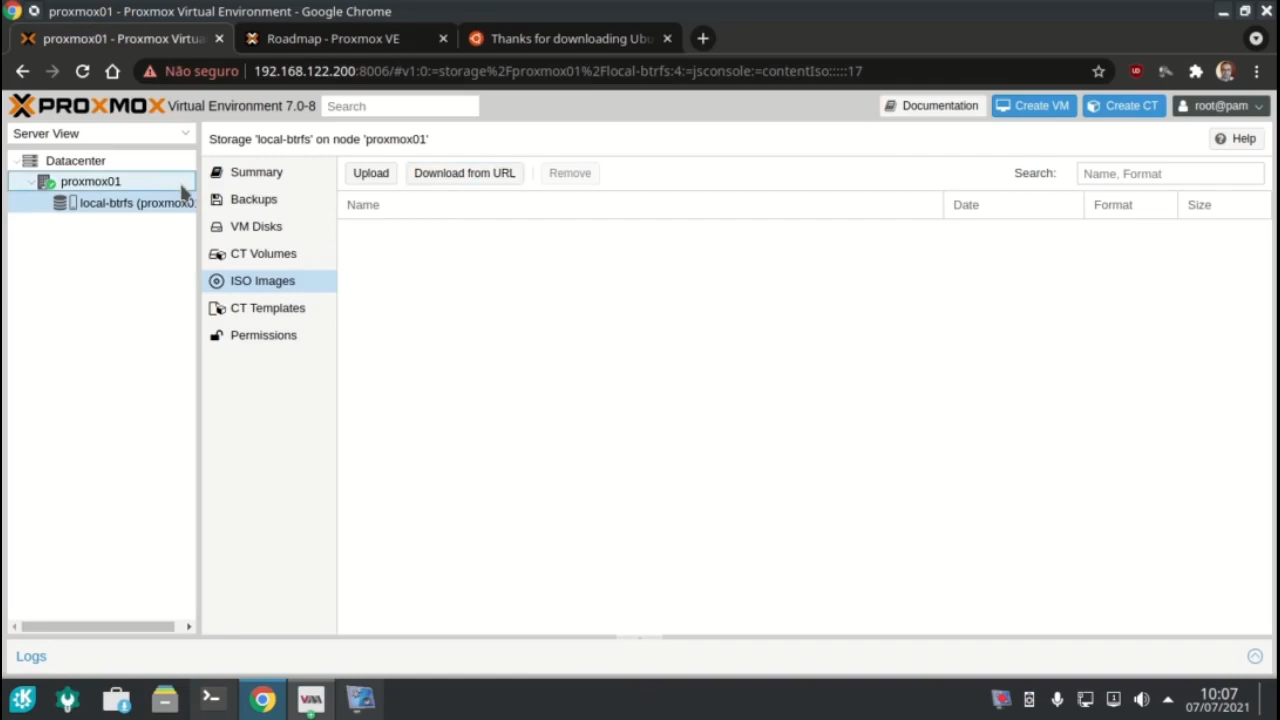 proxmox01 - Proxmox Virtual Environment - Google Chrome
proxmox01 - Proxmox Virtua
Roadmap - Proxmox VE
Thanks for downloading Ubu
Não seguro
192.168.122.200:8006/#v1:0:=storage%2Fproxmox01%2Flocal-btrfs:4:=jsconsole:=contentIso:::::17
PROXMOX Virtual Environment 7.0-8
Search
Documentation
Create VM
Create CT
root@pam
Server View
Storage 'local-btrfs' on node 'proxmox01'
Help
Datacenter
proxmox01
local-btrfs (proxmox0
Summary
Backups
VM Disks
CT Volumes
ISO Images
CT Templates
Permissions
Upload
Download from URL
Remove
Search:
Name, Format
Name
Date
Format
Size
Logs
10:07
07/07/2021